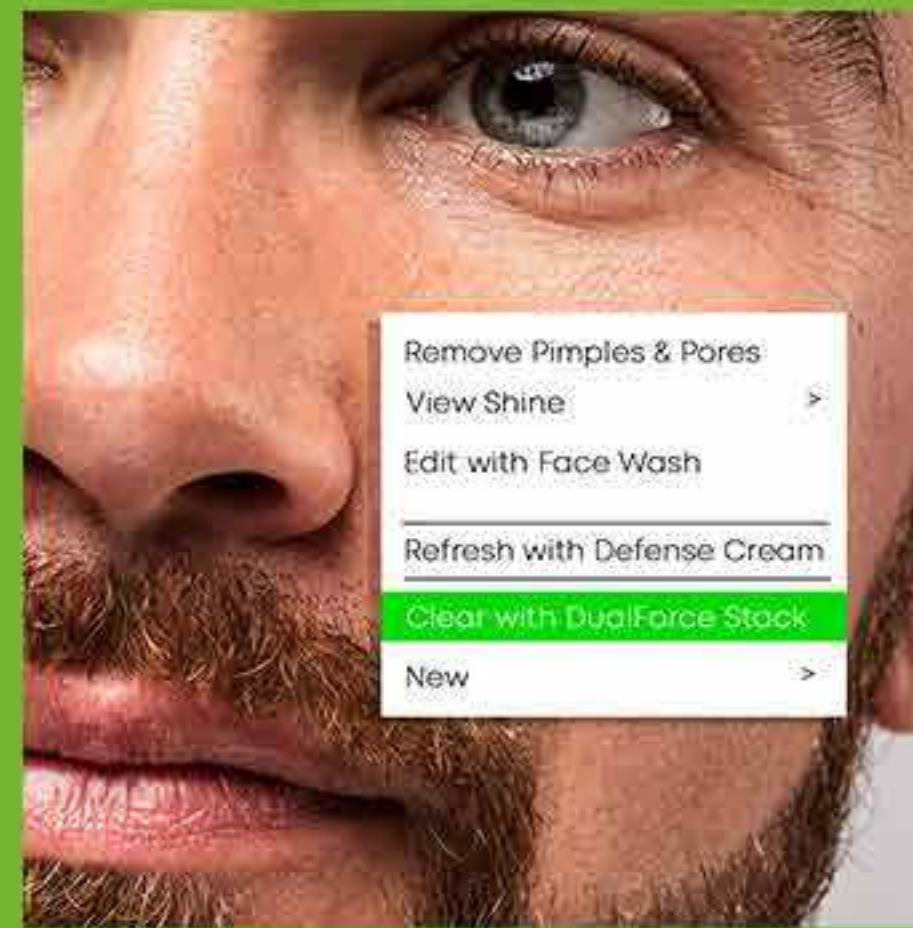 Remove Pimples & Pores
View Shine >
Edit with Face Wash
Refresh with Defense Cream
Clear with DualForce Stack
New >